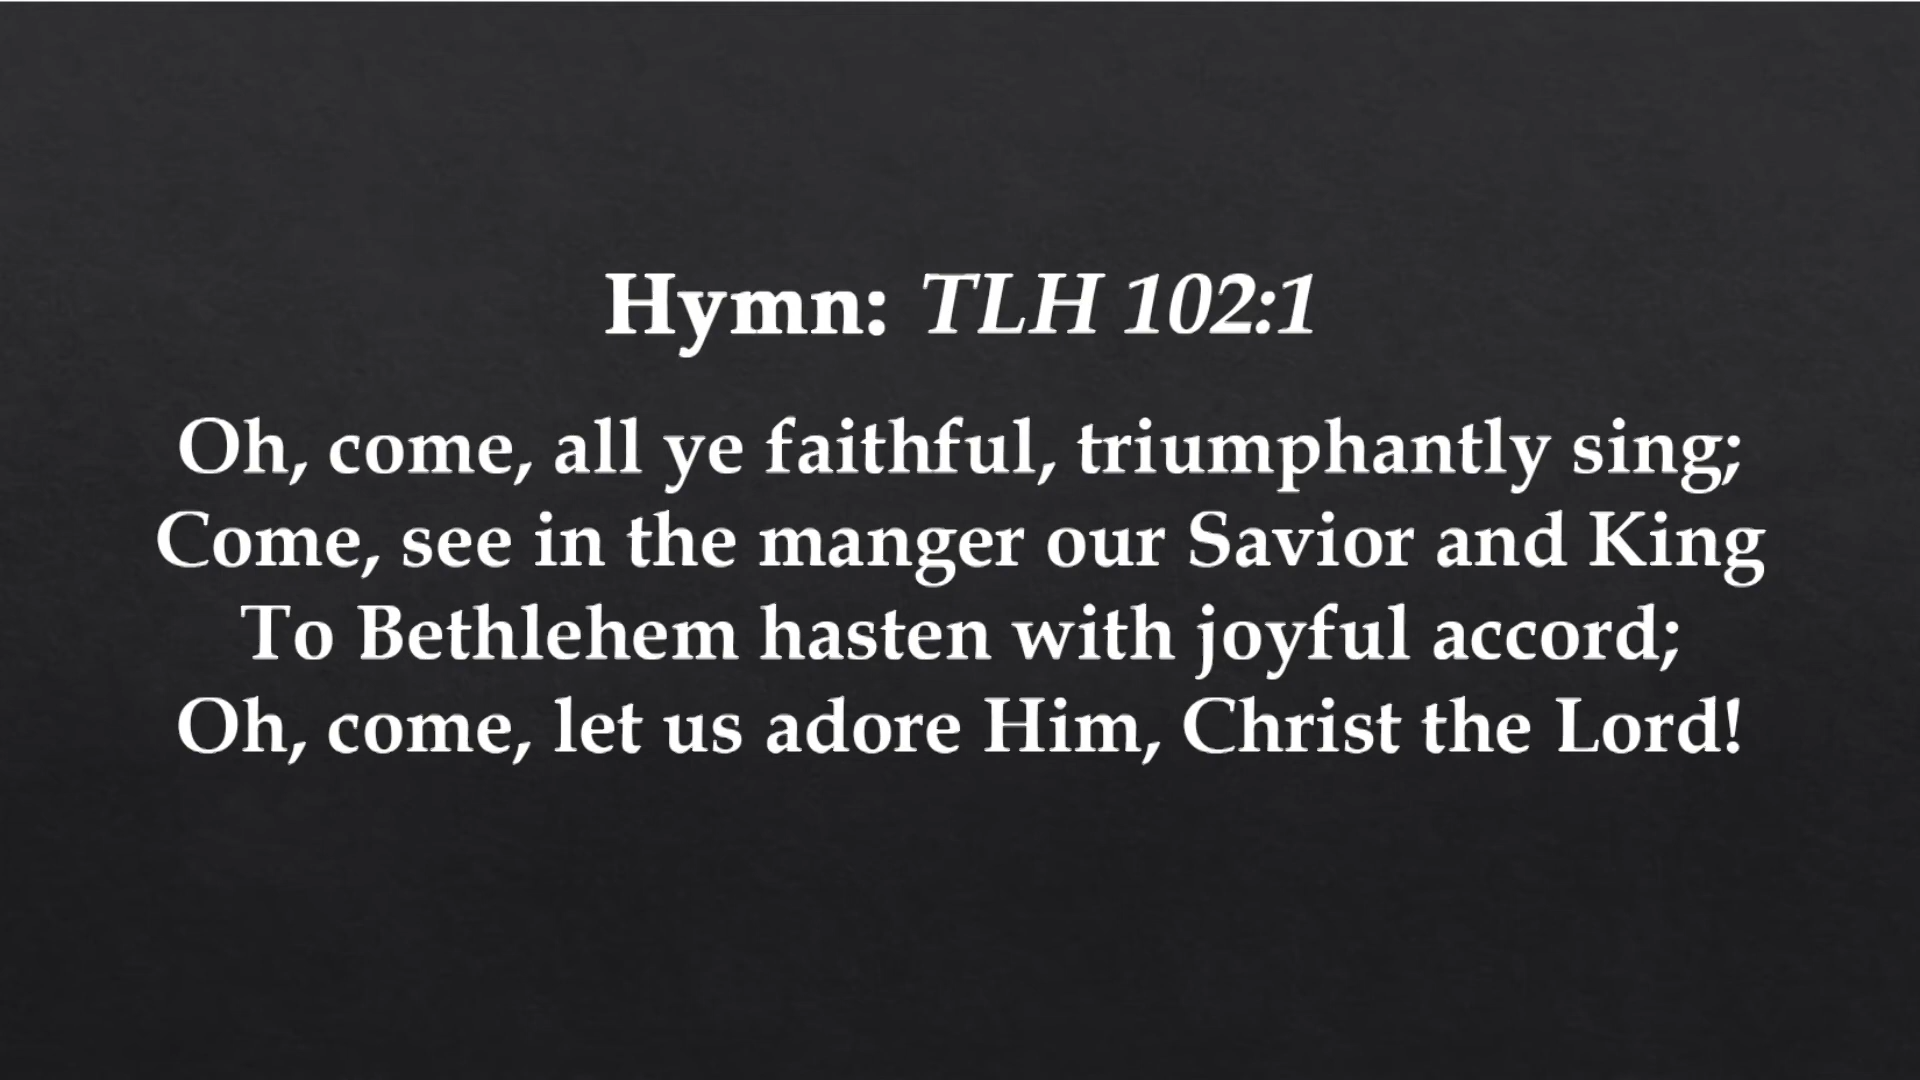 Hymn: TLH 102:1
Oh, come, all ye faithful, triumphantly sing;
Come, see in the manger our Savior and King
To Bethlehem hasten with joyful accord;
Oh, come, let us adore Him, Christ the Lord!